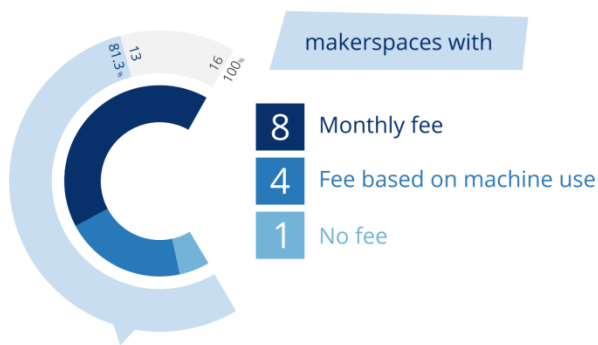 makerspaces with
81.3%
13
16
100%
8 Monthly fee
4 Fee based on machine use
1 No fee